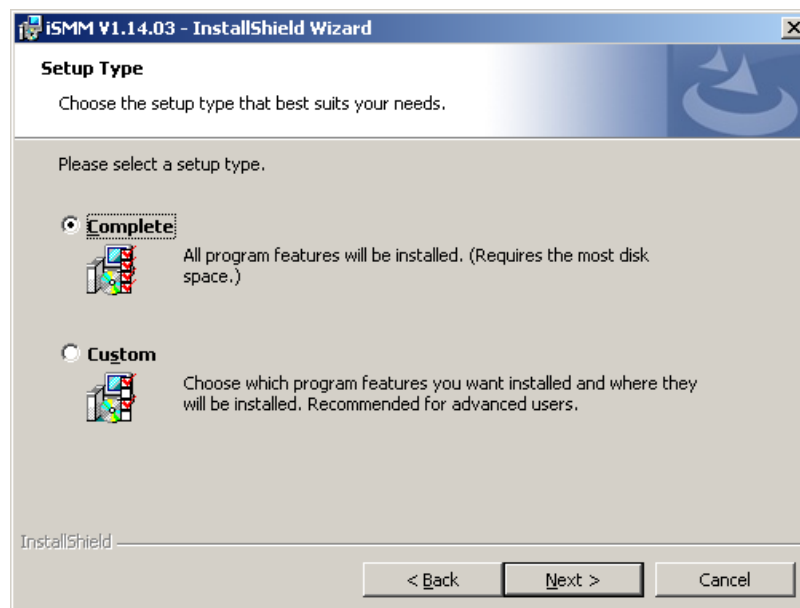 iSMM V1.14.03 - InstallShield Wizard
Setup Type
Choose the setup type that best suits your needs.
Please select a setup type.
Complete
All program features will be installed. (Requires the most disk
space.)
Custom
Choose which program features you want installed and where they
will be installed. Recommended for advanced users.
InstallShield
< Back Next > Cancel